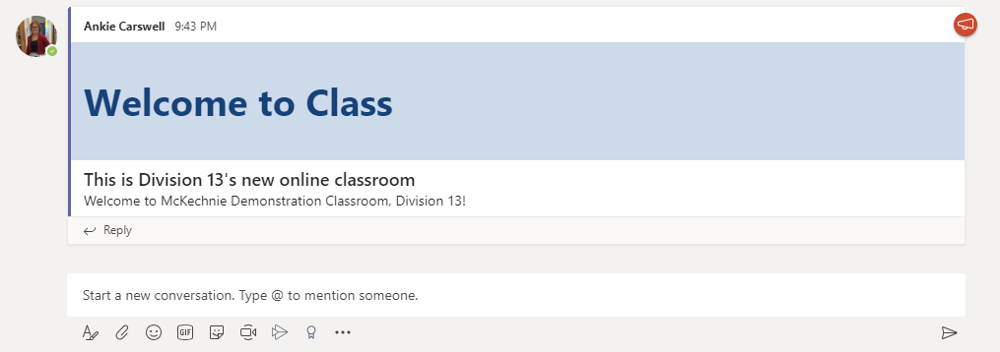 Ankie Carswell 9:43 PM
Welcome to Class
This is Division 13's new online classroom
Welcome to McKechnie Demonstration Classroom, Division 13!
Reply
Start a new conversation. Type @ to mention someone.
GIF